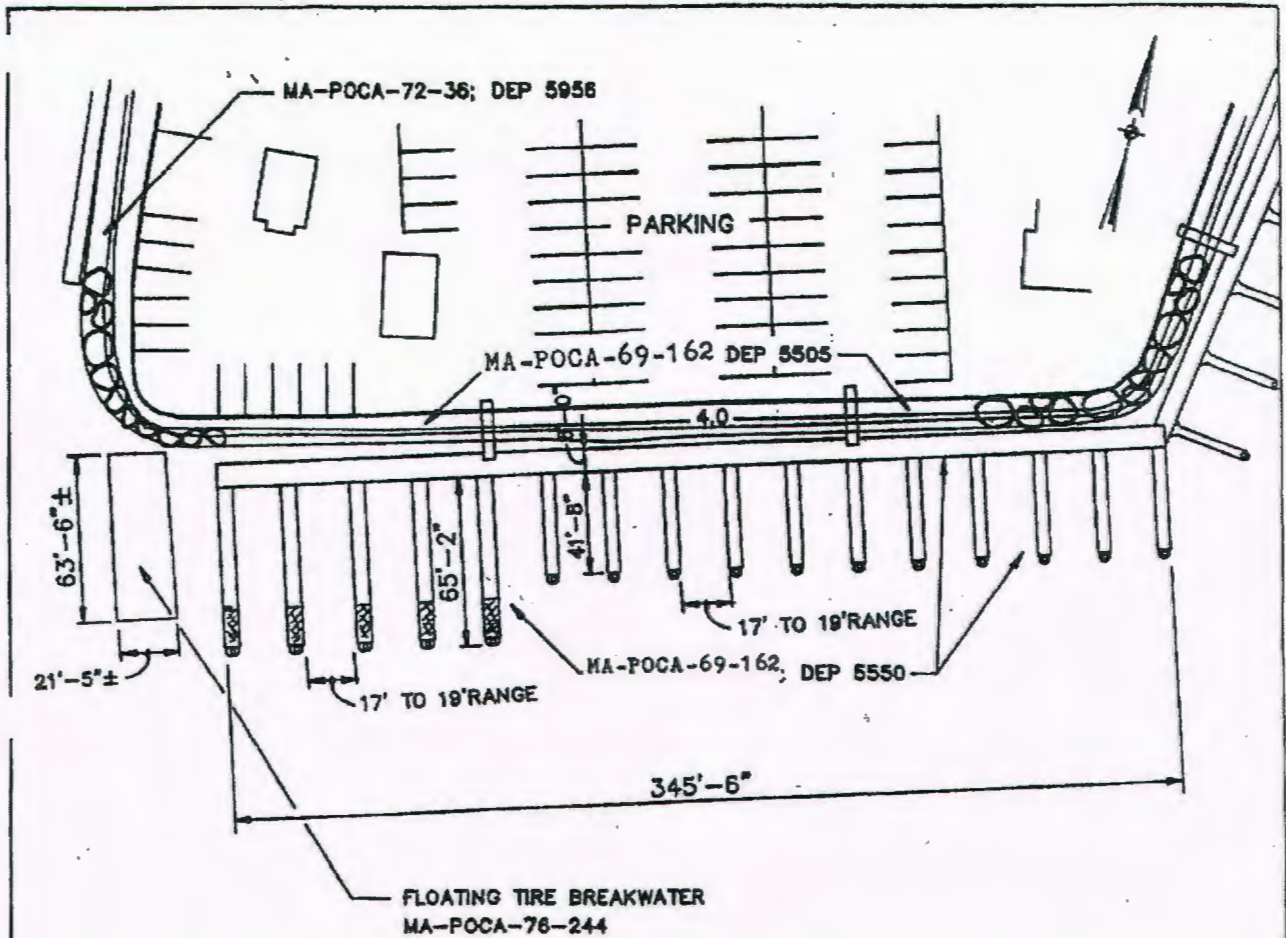 MA-POCA-72-36; DEP 5956
PARKING
MA-POCA-69-162 DEP 5505
4.0
63'-6"±
65'-2"
41'-8"
17' TO 19' RANGE
MA-POCA-69-162, DEP 5550
21'-5"±
17' TO 19' RANGE
345'-6"
FLOATING TIRE BREAKWATER
MA-POCA-76-244